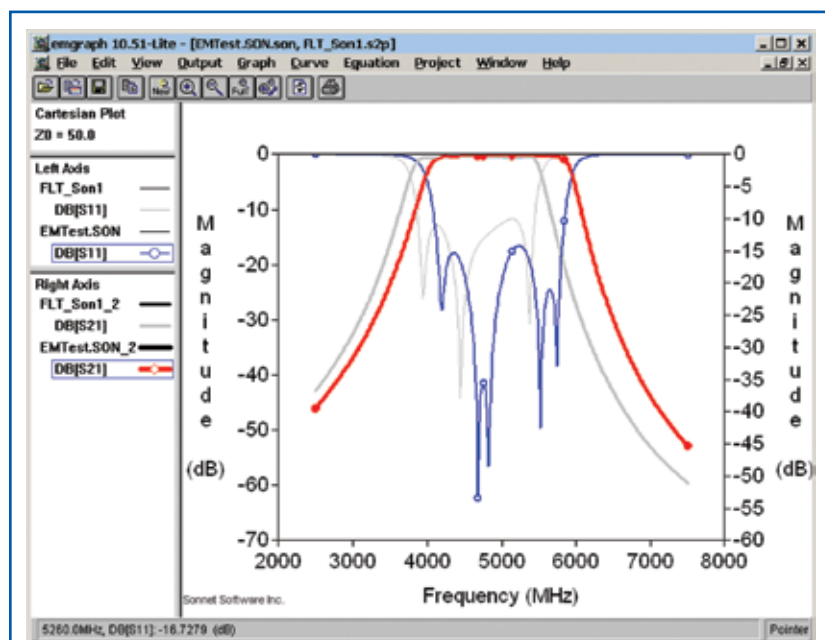 emgraph 10.51-Lite - [EMTest.SON.son, FLT_Son1.s2p]
File Edit View Output Graph Curve Equation Project Window Help
New Full
Cartesian Plot
Z0 = 50.0
Left Axis
FLT_Son1
DB[S11]
EMTest.SON
DB[S11]
Right Axis
FLT_Son1_2
DB[S21]
EMTest.SON_2
DB[S21]
Magnitude
(dB)
0
-10
-20
-30
-40
-50
-60
-70
0
-5
-10
-15
-20
-25
-30
-35
-40
-45
-50
-55
-60
Magnitude
(dB)
2000 3000 4000 5000 6000 7000 8000
Frequency (MHz)
Sonnet Software Inc.
5260.0MHz, DB[S11]: -16.7279 (dB) Pointer